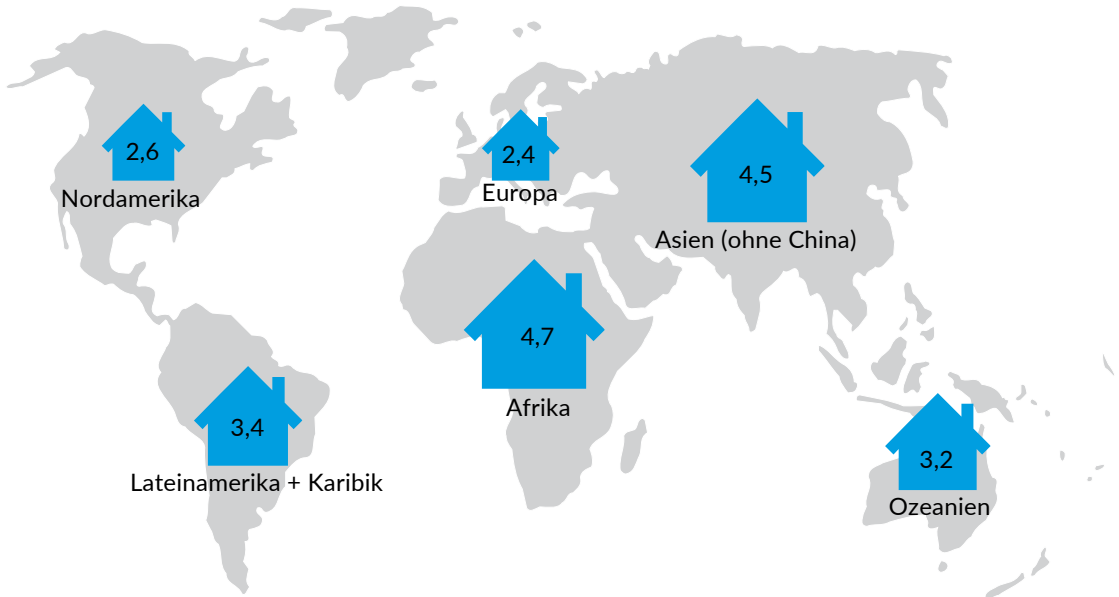 2,6
Nordamerika
2,4
Europa
4,5
Asien (ohne China)
4,7
Afrika
3,4
Lateinamerika + Karibik
3,2
Ozeanien